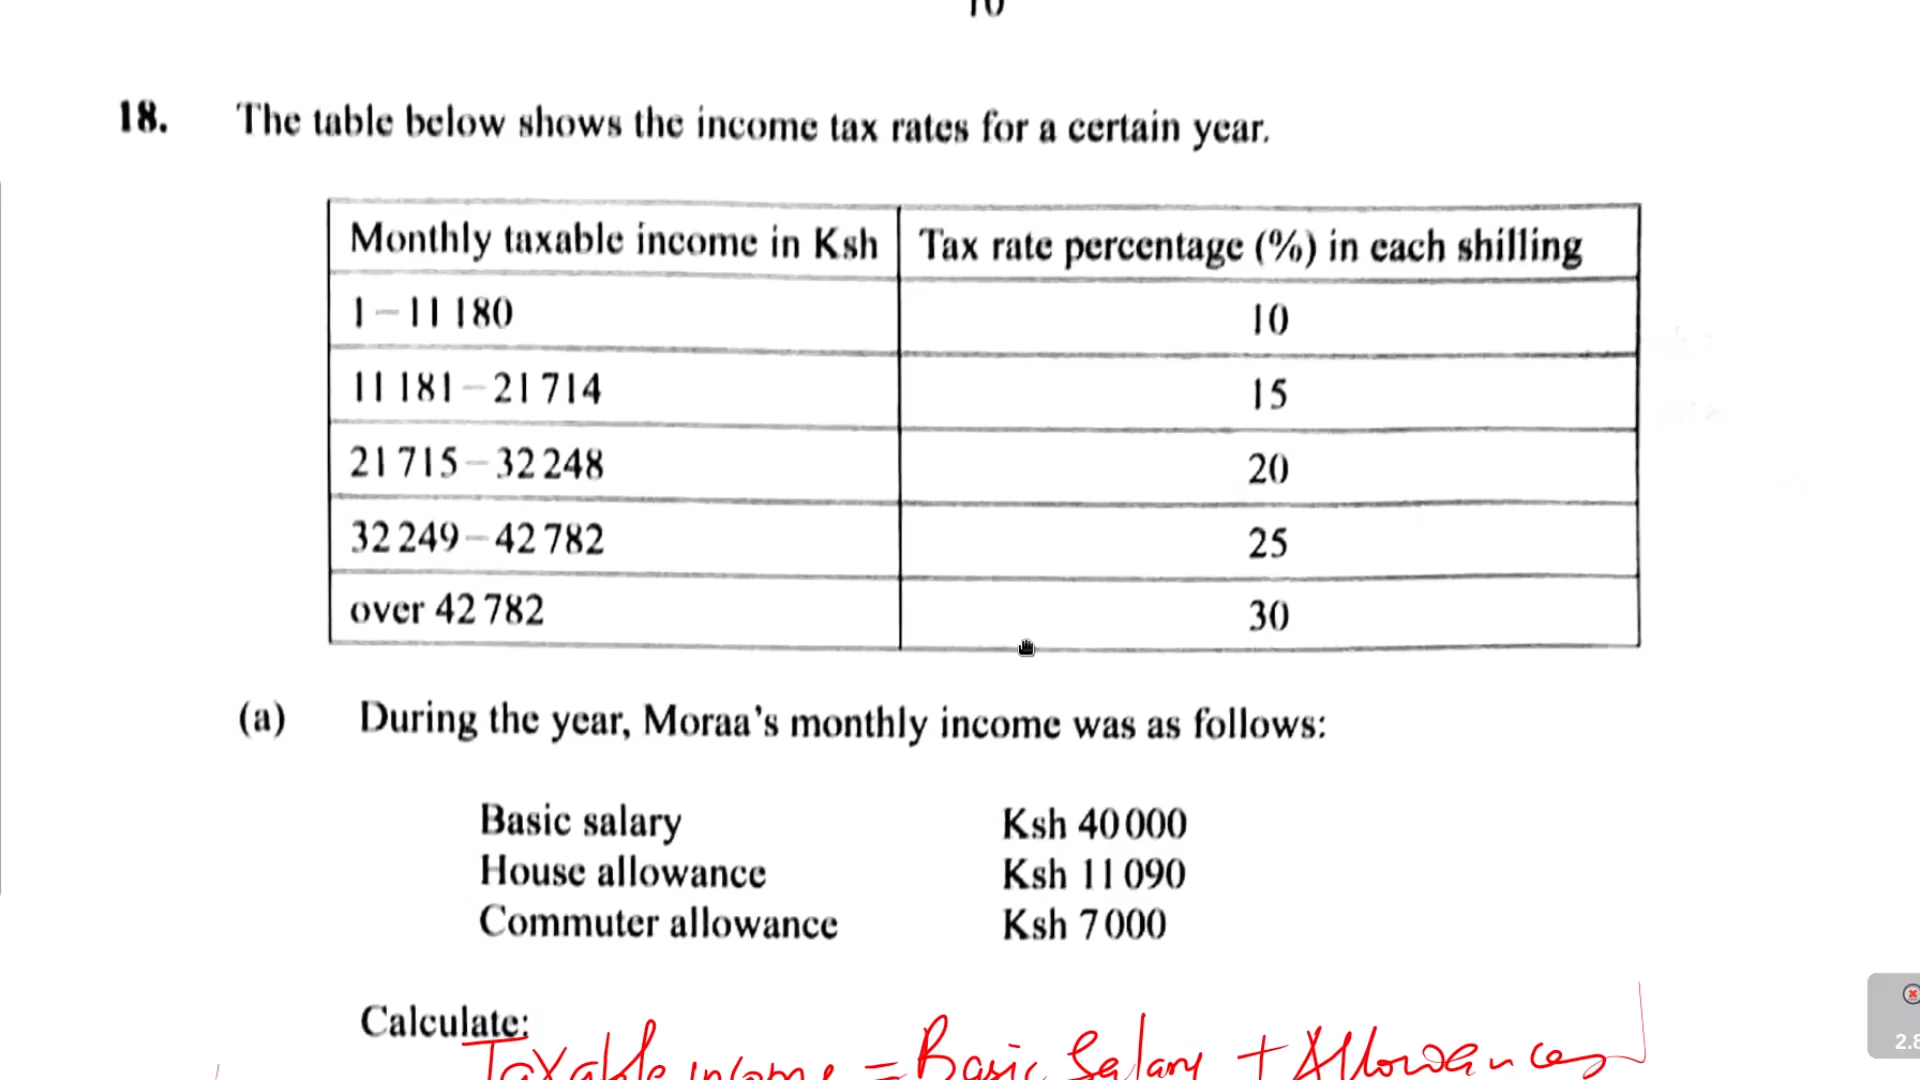 18. The table below shows the income tax rates for a certain year.
Monthly taxable income in Ksh Tax rate percentage (%) in each shilling
1 – 11 180 10
11 181 – 21 714 15
21 715 – 32 248 20
32 249 – 42 782 25
over 42 782 30
(a) During the year, Moraa's monthly income was as follows:
Basic salary Ksh 40 000
House allowance Ksh 11 090
Commuter allowance Ksh 7 000
Calculate:
Taxable income = Basic Salary + Allowances